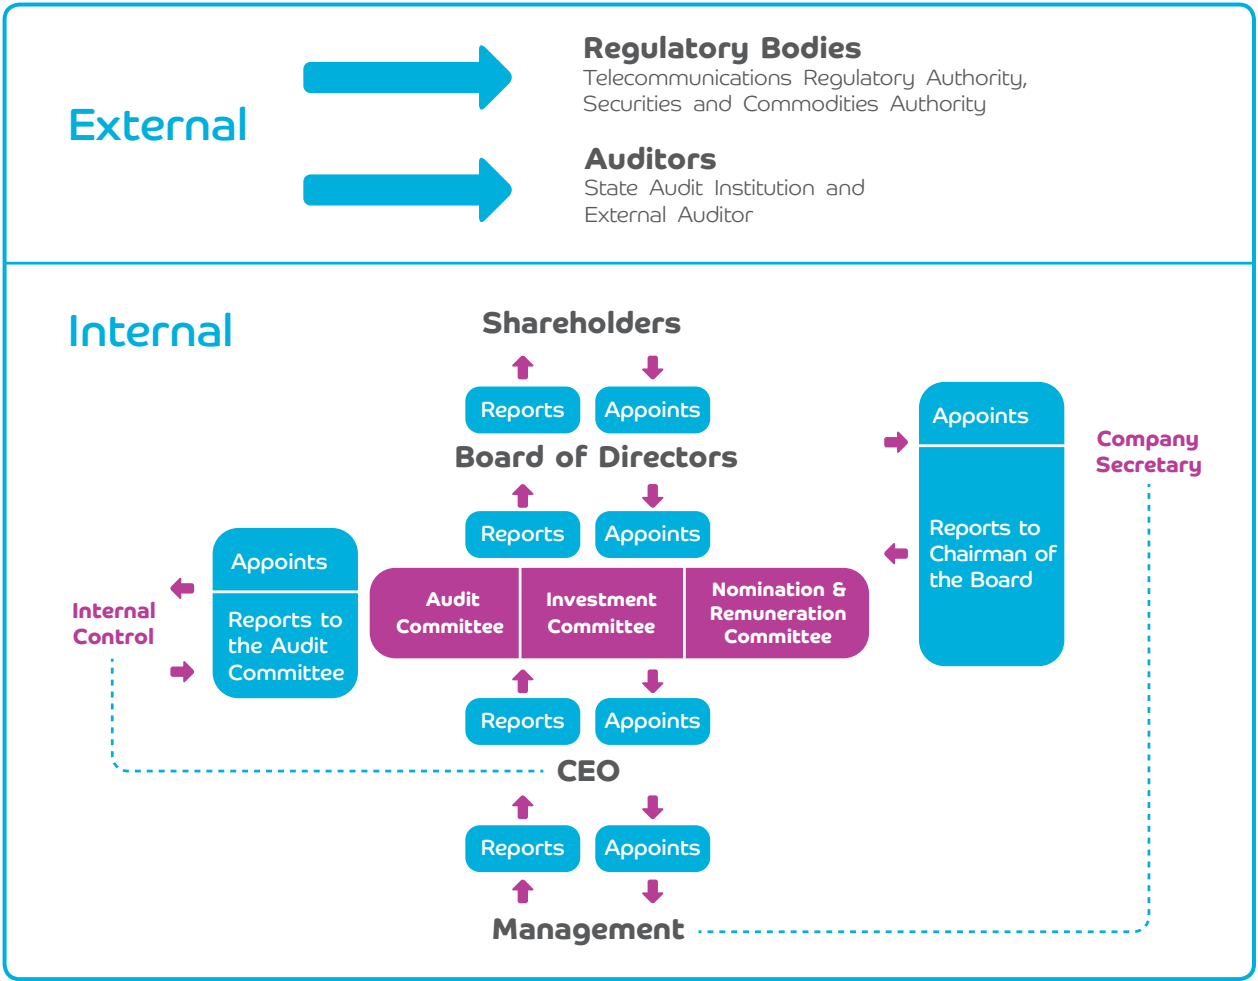 External
Regulatory Bodies
Telecommunications Regulatory Authority,
Securities and Commodities Authority
Auditors
State Audit Institution and
External Auditor
Internal
Shareholders
Reports
Appoints
Board of Directors
Reports
Appoints
Appoints
Reports to
Chairman of
the Board
Company
Secretary
Internal
Control
Appoints
Reports to
the Audit
Committee
Audit
Committee
Investment
Committee
Nomination &
Remuneration
Committee
Reports
Appoints
CEO
Reports
Appoints
Management